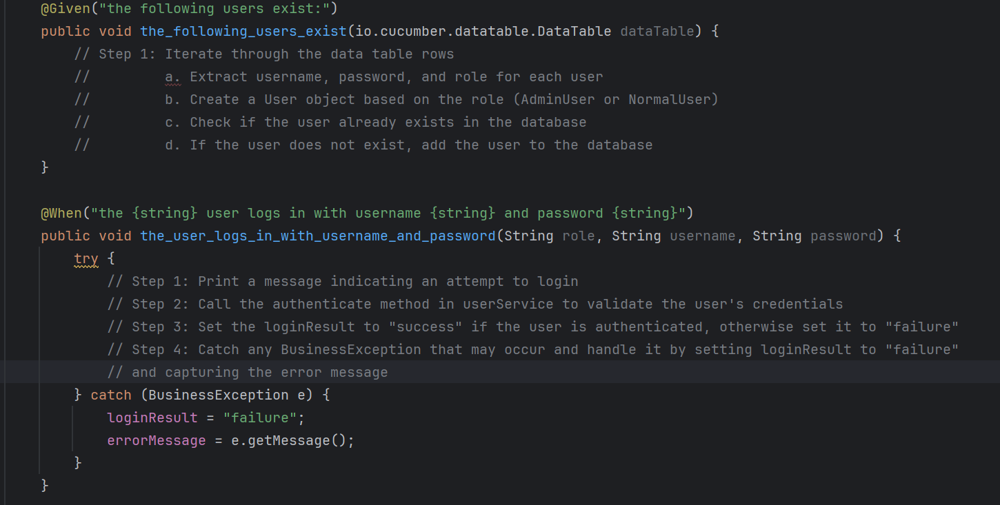 @Given("the following users exist:")
public void the_following_users_exist(io.cucumber.datatable.DataTable dataTable) {
    // Step 1: Iterate through the data table rows
    //         a. Extract username, password, and role for each user
    //         b. Create a User object based on the role (AdminUser or NormalUser)
    //         c. Check if the user already exists in the database
    //         d. If the user does not exist, add the user to the database
}

@When("the {string} user logs in with username {string} and password {string}")
public void the_user_logs_in_with_username_and_password(String role, String username, String password) {
    try {
        // Step 1: Print a message indicating an attempt to login
        // Step 2: Call the authenticate method in userService to validate the user's credentials
        // Step 3: Set the loginResult to "success" if the user is authenticated, otherwise set it to "failure"
        // Step 4: Catch any BusinessException that may occur and handle it by setting loginResult to "failure"
        // and capturing the error message
    } catch (BusinessException e) {
        loginResult = "failure";
        errorMessage = e.getMessage();
    }
}